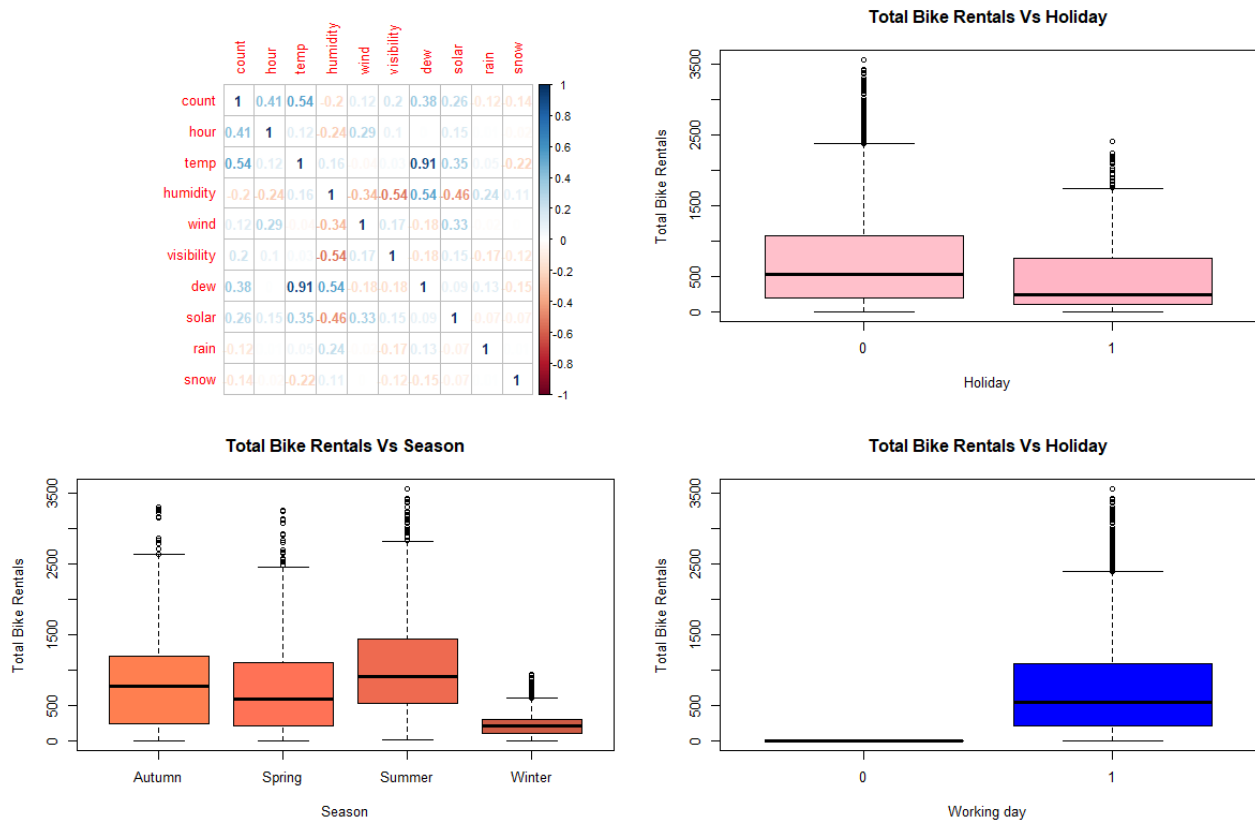 count hour temp humidity wind visibility dew solar rain snow
count 1 0.41 0.54 -0.2 0.12 0.2 0.38 0.26 -0.12 -0.14
hour 0.41 1 0.12 -0.24 0.29 0.1 0.15
temp 0.54 0.12 1 0.16 0.91 0.35 0.05 -0.22
humidity -0.2 -0.24 0.16 1 -0.34 -0.54 0.54 -0.46 0.24 0.11
wind 0.12 0.29 -0.34 1 0.17 -0.18 0.33
visibility 0.2 0.1 -0.54 0.17 1 -0.18 0.15 -0.17 -0.12
dew 0.38 0.91 0.54 -0.18 -0.18 1 0.09 0.13 -0.15
solar 0.26 0.15 0.35 -0.46 0.33 0.15 0.09 1 -0.07 -0.07
rain -0.12 0.05 0.24 -0.17 0.13 -0.07 1
snow -0.14 -0.22 0.11 -0.12 -0.15 -0.07 1
1
0.8
0.6
0.4
0.2
0
-0.2
-0.4
-0.6
-0.8
-1
Total Bike Rentals Vs Holiday
Total Bike Rentals
3500
2500
1500
500
0
0 1
Holiday
Total Bike Rentals Vs Season
Total Bike Rentals
3500
2500
1500
500
0
Autumn Spring Summer Winter
Season
Total Bike Rentals Vs Holiday
Total Bike Rentals
3500
2500
1500
500
0
0 1
Working day